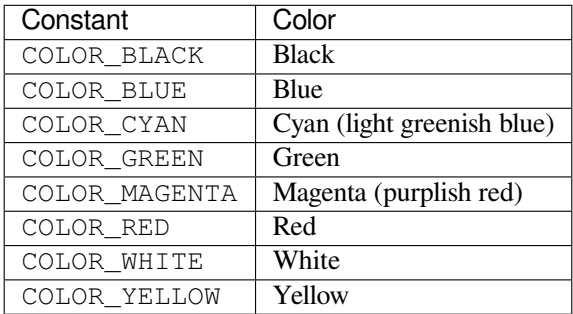 Constant Color
COLOR_BLACK Black
COLOR_BLUE Blue
COLOR_CYAN Cyan (light greenish blue)
COLOR_GREEN Green
COLOR_MAGENTA Magenta (purplish red)
COLOR_RED Red
COLOR_WHITE White
COLOR_YELLOW Yellow